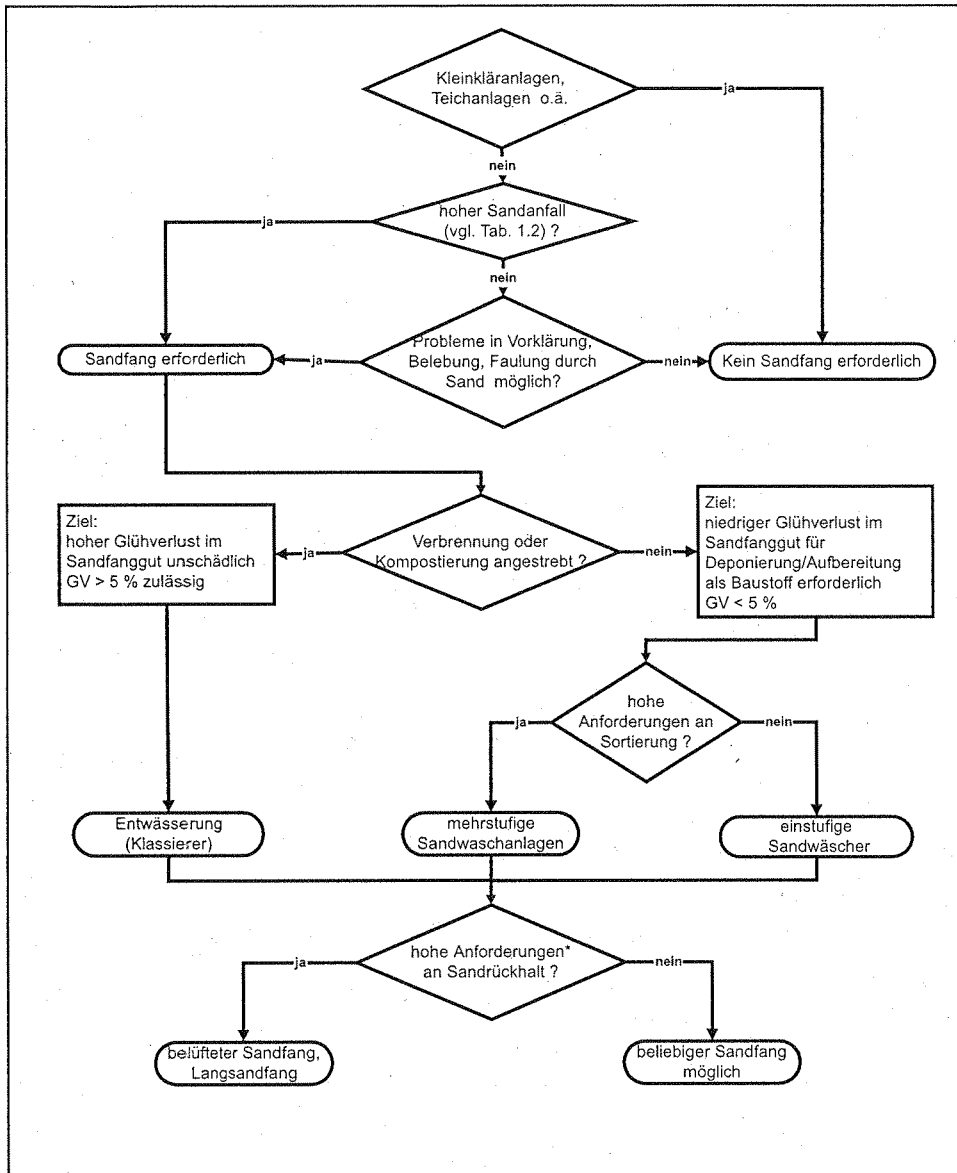 Kleinkläranlagen,
Teichanlagen o.ä.
ja
nein
hoher Sandanfall
(vgl. Tab. 1.2) ?
ja
nein
Probleme in Vorklärung,
Belebung, Faulung durch
Sand möglich?
ja
nein
Sandfang erforderlich
Kein Sandfang erforderlich
Verbrennung oder
Kompostierung angestrebt ?
ja
nein
Ziel:
hoher Glühverlust im
Sandfanggut unschädlich
GV > 5 % zulässig
Ziel:
niedriger Glühverlust im
Sandfanggut für
Deponierung/Aufbereitung
als Baustoff erforderlich
GV < 5 %
hohe
Anforderungen an
Sortierung ?
ja
nein
Entwässerung
(Klassierer)
mehrstufige
Sandwaschanlagen
einstufige
Sandwäscher
hohe Anforderungen*
an Sandrückhalt ?
ja
nein
belüfteter Sandfang,
Langsandfang
beliebiger Sandfang
möglich